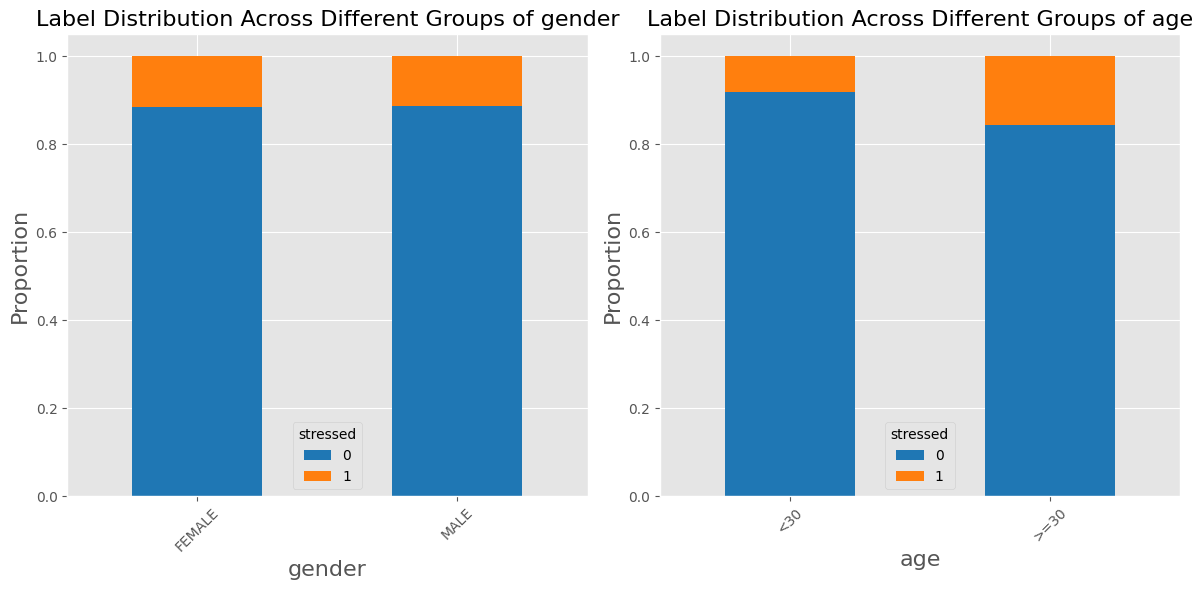 Label Distribution Across Different Groups of gender
Proportion
1.0
0.8
0.6
0.4
0.2
0.0
stressed
0
1
FEMALE
MALE
gender
Label Distribution Across Different Groups of age
Proportion
1.0
0.8
0.6
0.4
0.2
0.0
stressed
0
1
<30
>=30
age